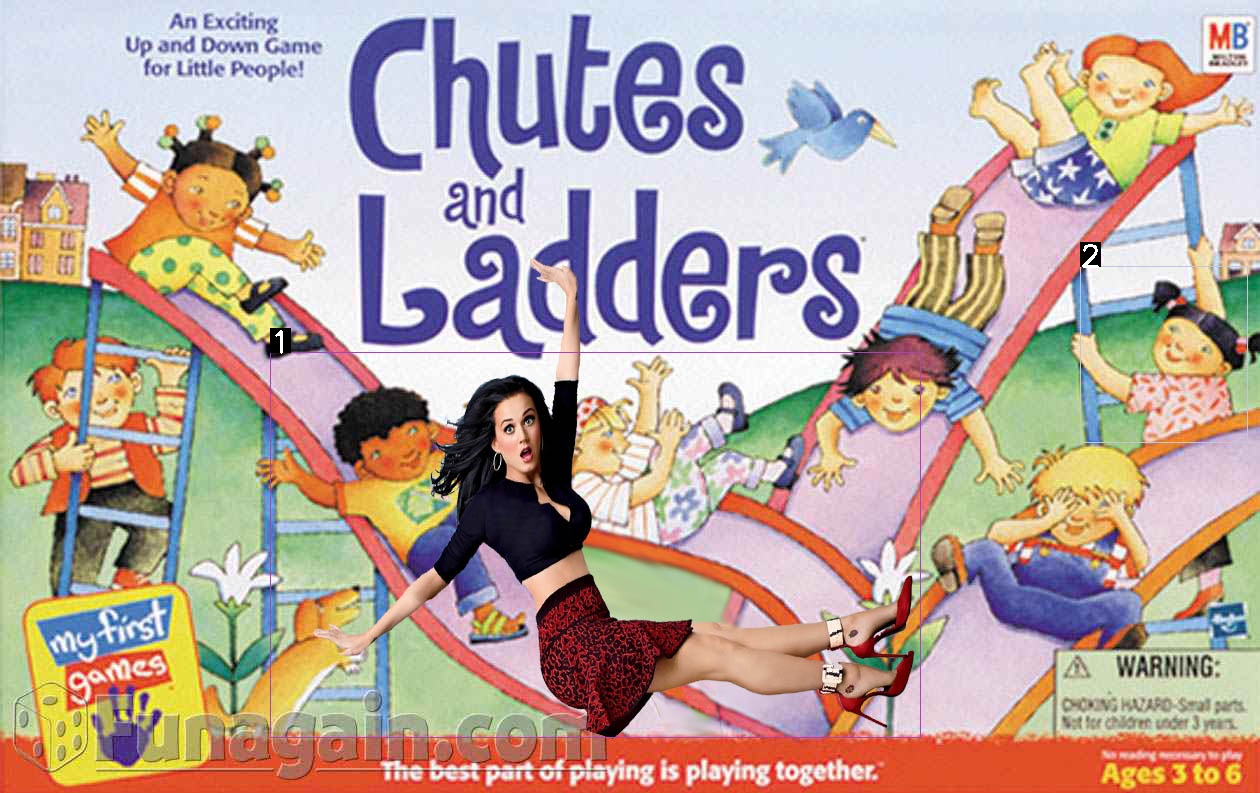 An Exciting
Up and Down Game
for Little People!
Chutes
and
Ladders
MB
MILTON
BRADLEY
1
2
my first
games
WARNING:
CHOKING HAZARD-Small parts.
Not for children under 3 years.
Funagain.com
The best part of playing is playing together.
No reading necessary to play
Ages 3 to 6